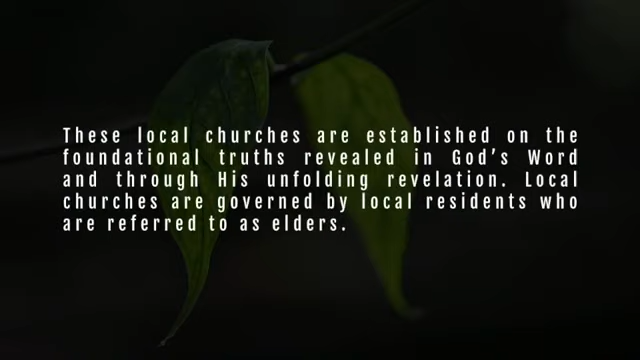 These local churches are established on the
foundational truths revealed in God's Word
and through His unfolding revelation. Local
churches are governed by local residents who
are referred to as elders.